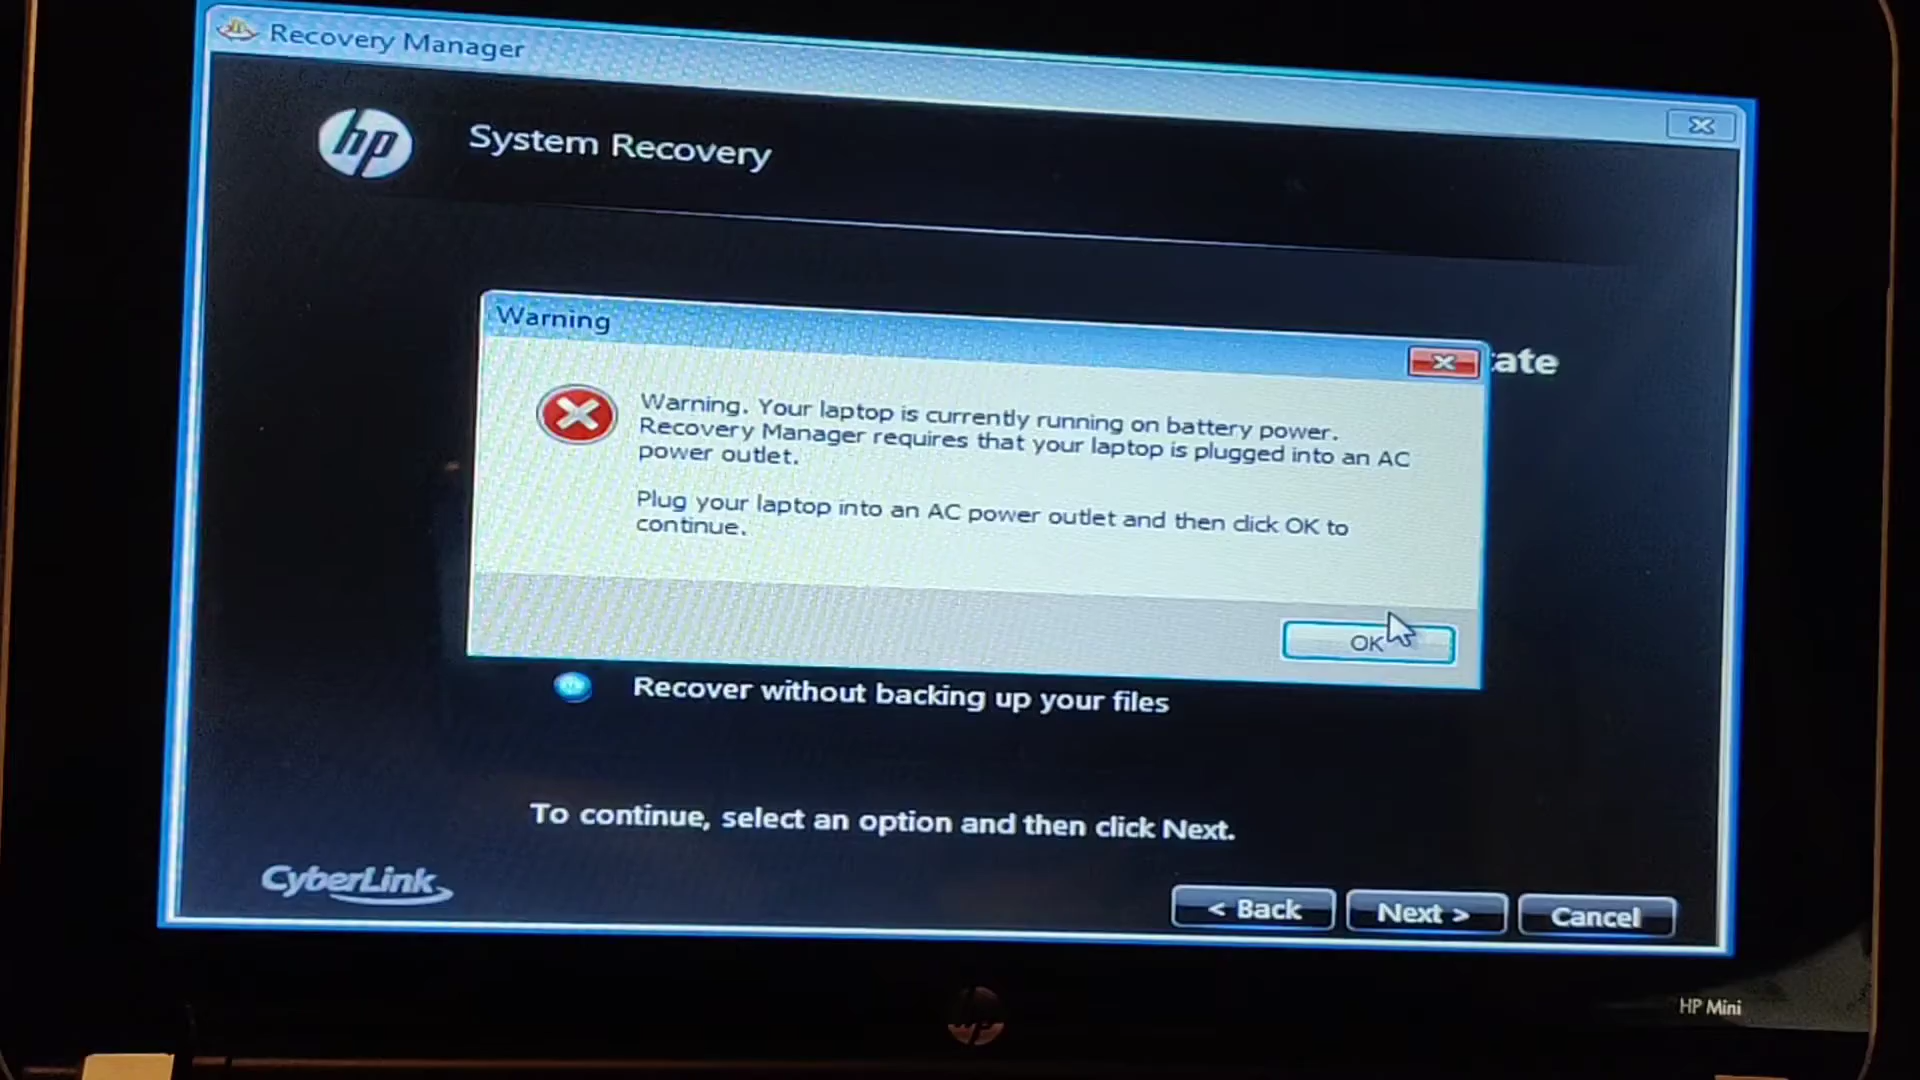 Recovery Manager
hp
System Recovery
Warning
ate
Warning. Your laptop is currently running on battery power.
Recovery Manager requires that your laptop is plugged into an AC
power outlet.
Plug your laptop into an AC power outlet and then click OK to
continue.
OK
Recover without backing up your files
To continue, select an option and then click Next.
CyberLink
< Back
Next >
Cancel
hp
HP Mini